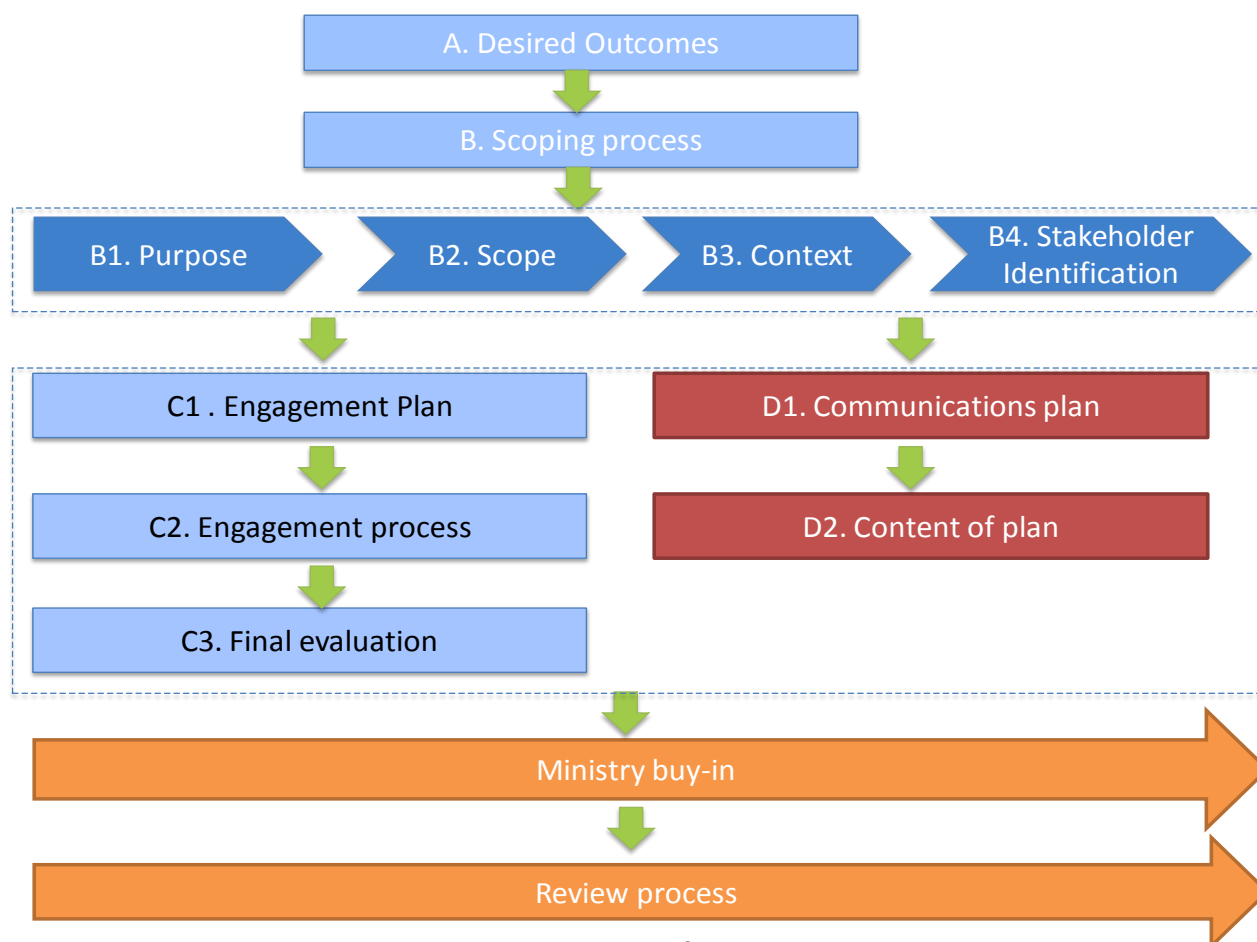 A. Desired Outcomes
B. Scoping process
B1. Purpose
B2. Scope
B3. Context
B4. Stakeholder
Identification
C1 . Engagement Plan
D1. Communications plan
C2. Engagement process
D2. Content of plan
C3. Final evaluation
Ministry buy-in
Review process